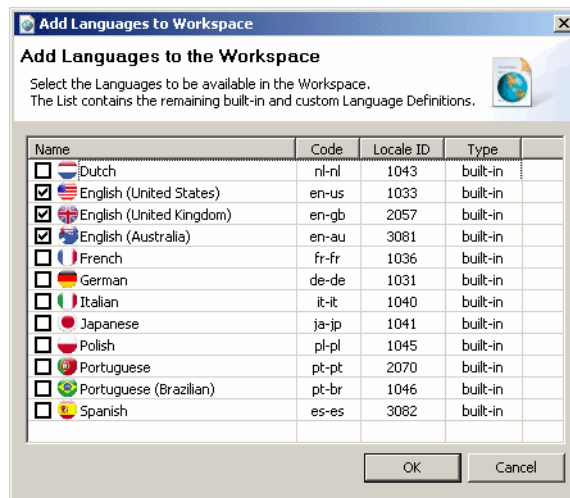 Add Languages to Workspace
Add Languages to the Workspace
Select the Languages to be available in the Workspace.
The List contains the remaining built-in and custom Language Definitions.
Name Code Locale ID Type
Dutch nl-nl 1043 built-in
English (United States) en-us 1033 built-in
English (United Kingdom) en-gb 2057 built-in
English (Australia) en-au 3081 built-in
French fr-fr 1036 built-in
German de-de 1031 built-in
Italian it-it 1040 built-in
Japanese ja-jp 1041 built-in
Polish pl-pl 1045 built-in
Portuguese pt-pt 2070 built-in
Portuguese (Brazilian) pt-br 1046 built-in
Spanish es-es 3082 built-in
OK Cancel